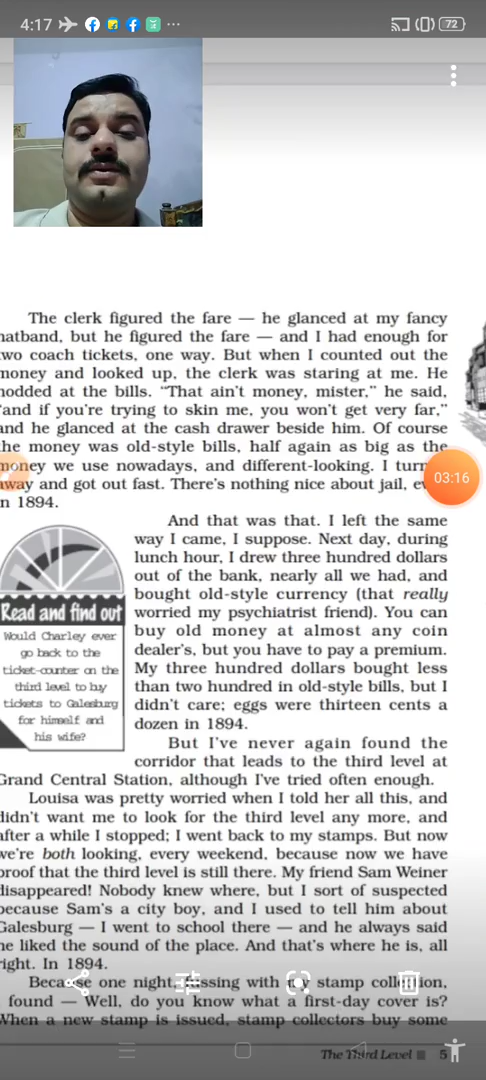 4:17
72
The clerk figured the fare — he glanced at my fancy
hatband, but he figured the fare — and I had enough for
two coach tickets, one way. But when I counted out the
money and looked up, the clerk was staring at me. He
nodded at the bills. “That ain't money, mister,” he said,
“and if you're trying to skin me, you won't get very far,”
and he glanced at the cash drawer beside him. Of course
the money was old-style bills, half again as big as the
money we use nowadays, and different-looking. I turn
03:16
away and got out fast. There's nothing nice about jail, e
in 1894.
And that was that. I left the same
way I came, I suppose. Next day, during
lunch hour, I drew three hundred dollars
out of the bank, nearly all we had, and
bought old-style currency (that really
worried my psychiatrist friend). You can
buy old money at almost any coin
dealer's, but you have to pay a premium.
My three hundred dollars bought less
than two hundred in old-style bills, but I
didn't care; eggs were thirteen cents a
dozen in 1894.
But I've never again found the
corridor that leads to the third level at
Grand Central Station, although I've tried often enough.
Read and find out
Would Charley ever
go back to the
ticket-counter on the
third level to buy
tickets to Galesburg
for himself and
his wife?
Louisa was pretty worried when I told her all this, and
didn't want me to look for the third level any more, and
after a while I stopped; I went back to my stamps. But now
we're both looking, every weekend, because now we have
proof that the third level is still there. My friend Sam Weiner
disappeared! Nobody knew where, but I sort of suspected
because Sam's a city boy, and I used to tell him about
Galesburg — I went to school there — and he always said
he liked the sound of the place. And that's where he is, all
right. In 1894.
Because one night, fussing with my stamp collection,
I found — Well, do you know what a first-day cover is?
When a new stamp is issued, stamp collectors buy some
The Third Level 5